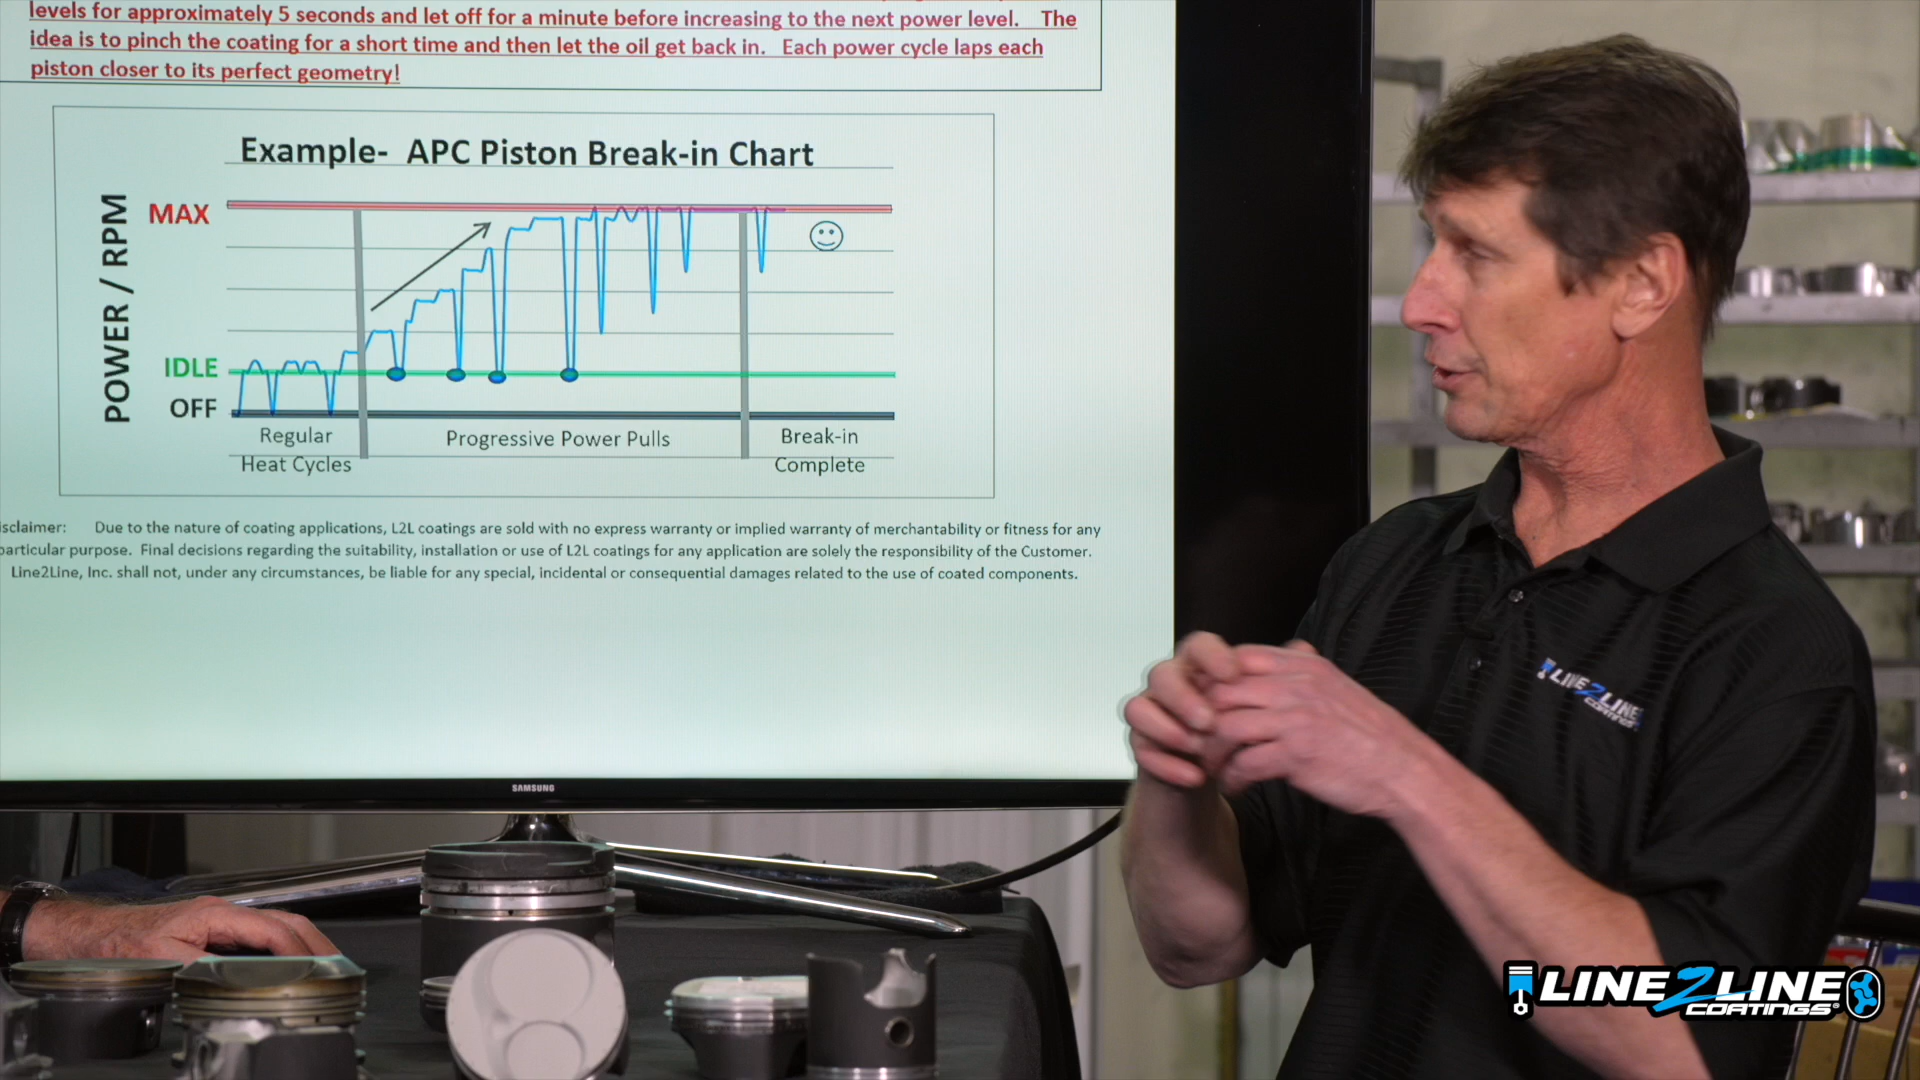 levels for approximately 5 seconds and let off for a minute before increasing to the next power level. The
idea is to pinch the coating for a short time and then let the oil get back in. Each power cycle laps each
piston closer to its perfect geometry!
Example- APC Piston Break-in Chart
POWER / RPM
MAX
IDLE
OFF
Regular
Heat Cycles
Progressive Power Pulls
Break-in
Complete
isclaimer: Due to the nature of coating applications, L2L coatings are sold with no express warranty or implied warranty of merchantability or fitness for any
particular purpose. Final decisions regarding the suitability, installation or use of L2L coatings for any application are solely the responsibility of the Customer.
Line2Line, Inc. shall not, under any circumstances, be liable for any special, incidental or consequential damages related to the use of coated components.
SAMSUNG
LINE2LINE
COATINGS
LINE2LINE
COATINGS®